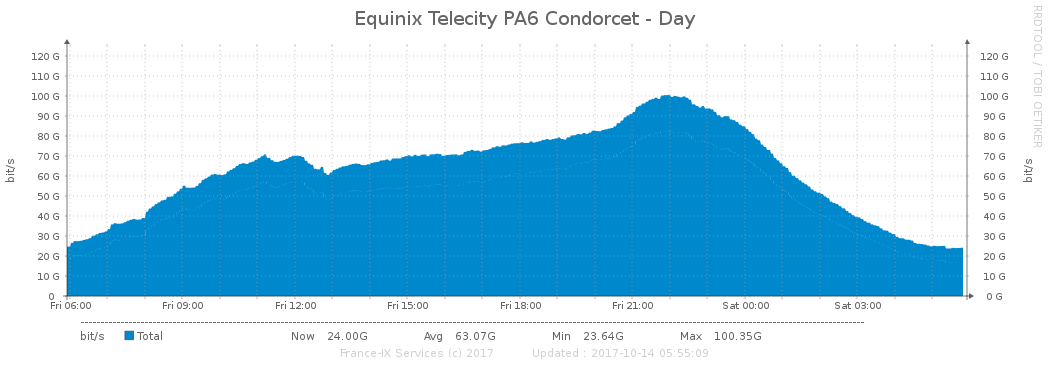 Equinix Telecity PA6 Condorcet - Day
RRDTOOL / TOBI OETIKER
bit/s
120 G 120 G
110 G 110 G
100 G 100 G
90 G 90 G
80 G 80 G
70 G 70 G
60 G 60 G
50 G 50 G
40 G 40 G
30 G 30 G
20 G 20 G
10 G 10 G
0 0 G
bit/s
Fri 06:00 Fri 09:00 Fri 12:00 Fri 15:00 Fri 18:00 Fri 21:00 Sat 00:00 Sat 03:00
bit/s Total Now 24.00G Avg 63.07G Min 23.64G Max 100.35G
France-IX Services (c) 2017 Updated : 2017-10-14 05:55:09